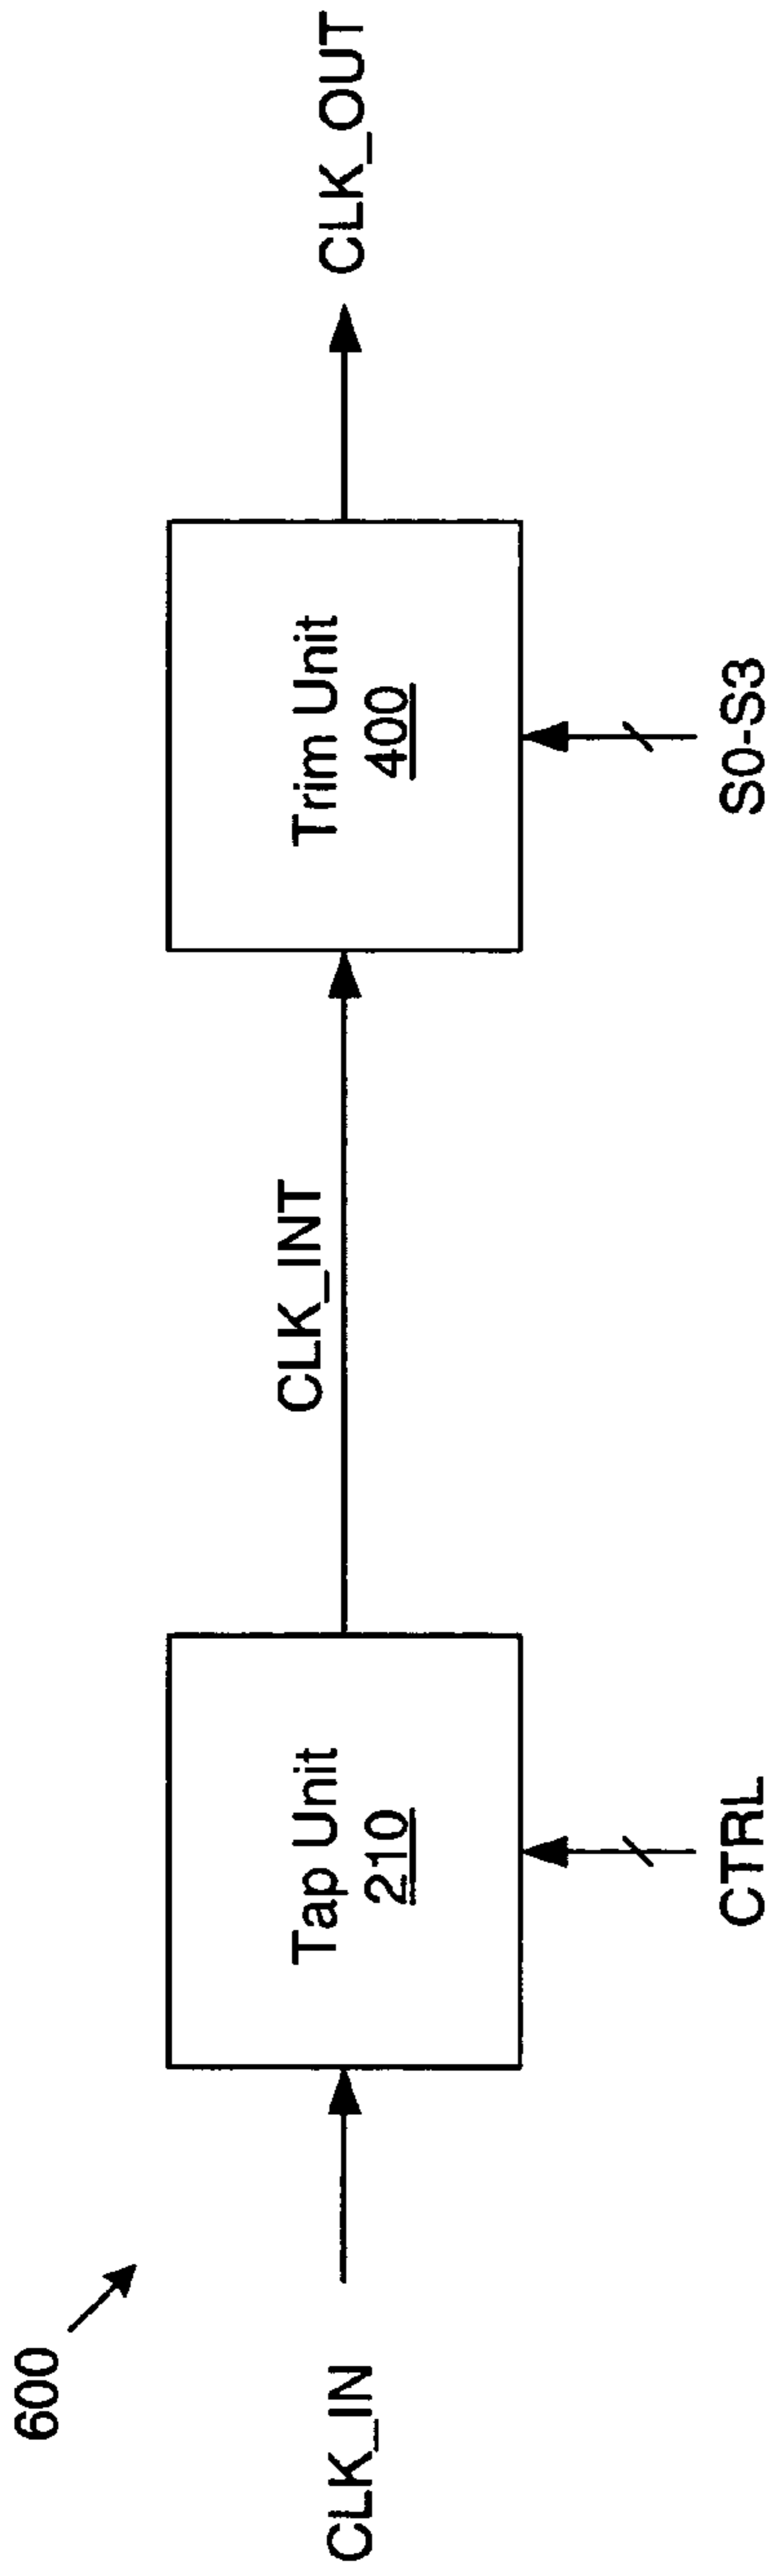 600
CLK_IN
Tap Unit
210
CTRL
CLK_INT
Trim Unit
400
S0-S3
CLK_OUT